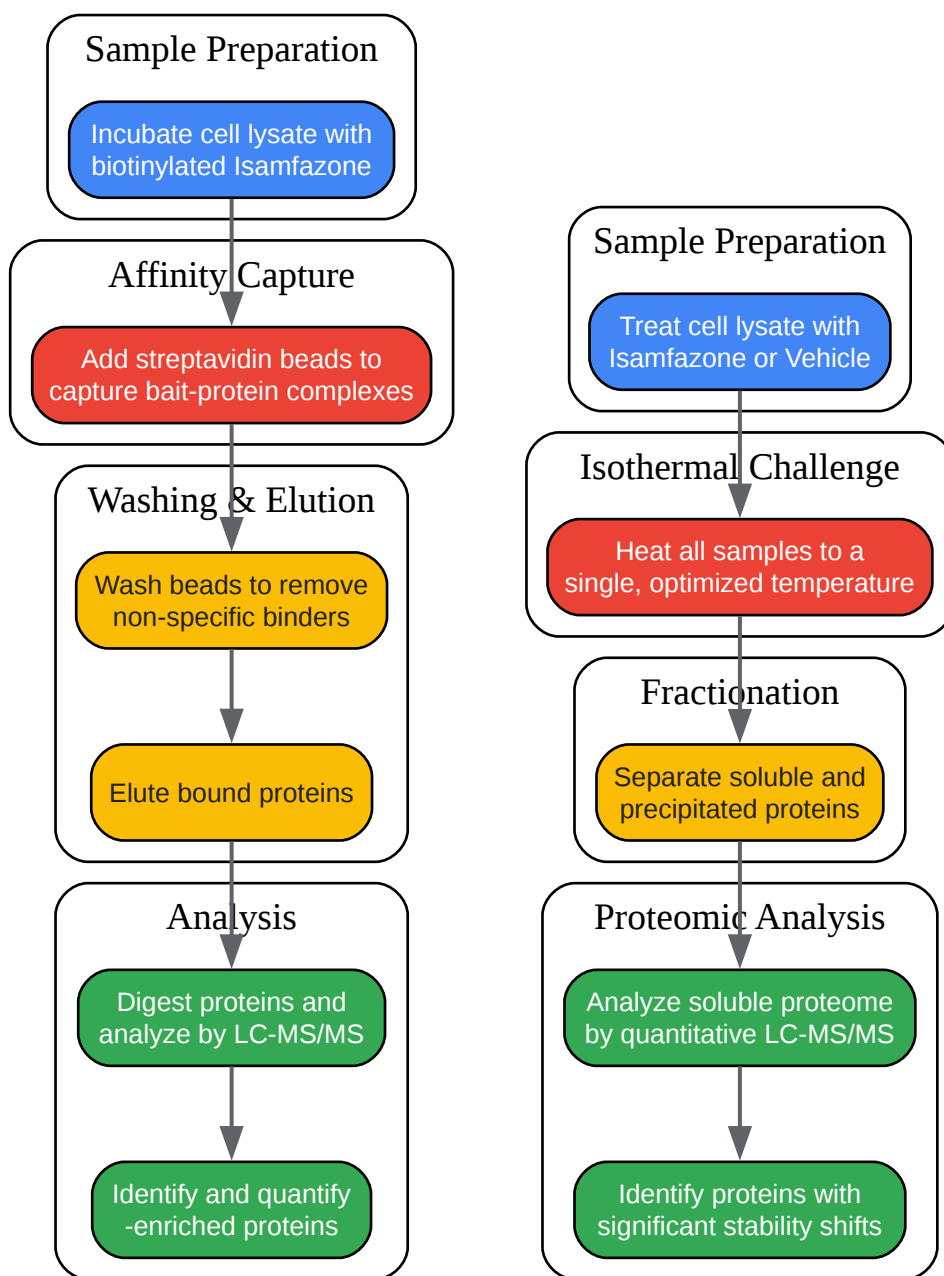 Sample Preparation
Incubate cell lysate with
biotinylated Isamfazone
Affinity Capture
Add streptavidin beads to
capture bait-protein complexes
Washing & Elution
Wash beads to remove
non-specific binders
Elute bound proteins
Analysis
Digest proteins and
analyze by LC-MS/MS
Identify and quantify
-enriched proteins
Sample Preparation
Treat cell lysate with
Isamfazone or Vehicle
Isothermal Challenge
Heat all samples to a
single, optimized temperature
Fractionation
Separate soluble and
precipitated proteins
Proteomic Analysis
Analyze soluble proteome
by quantitative LC-MS/MS
Identify proteins with
significant stability shifts